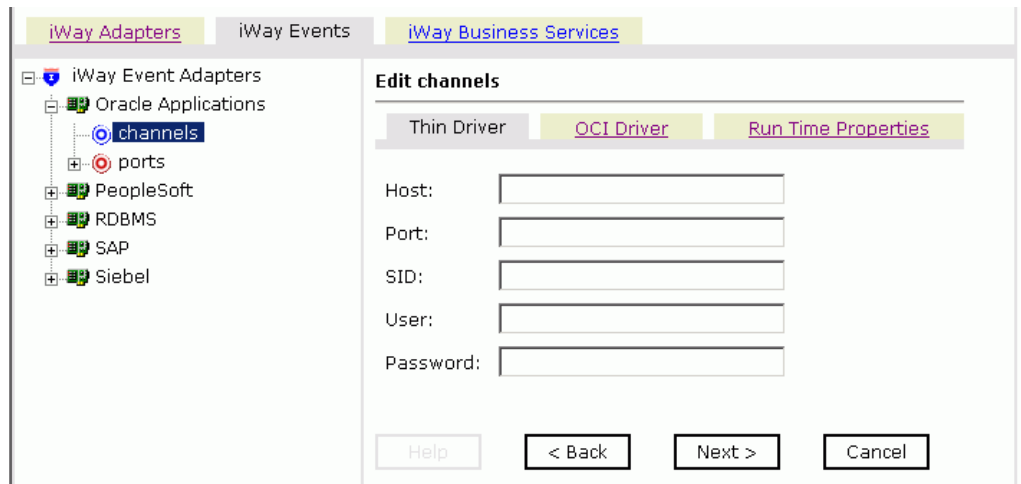 iWay Adapters iWay Events iWay Business Services
iWay Event Adapters
Oracle Applications
channels
ports
PeopleSoft
RDBMS
SAP
Siebel
Edit channels
Thin Driver OCI Driver Run Time Properties
Host:
Port:
SID:
User:
Password:
Help < Back Next > Cancel